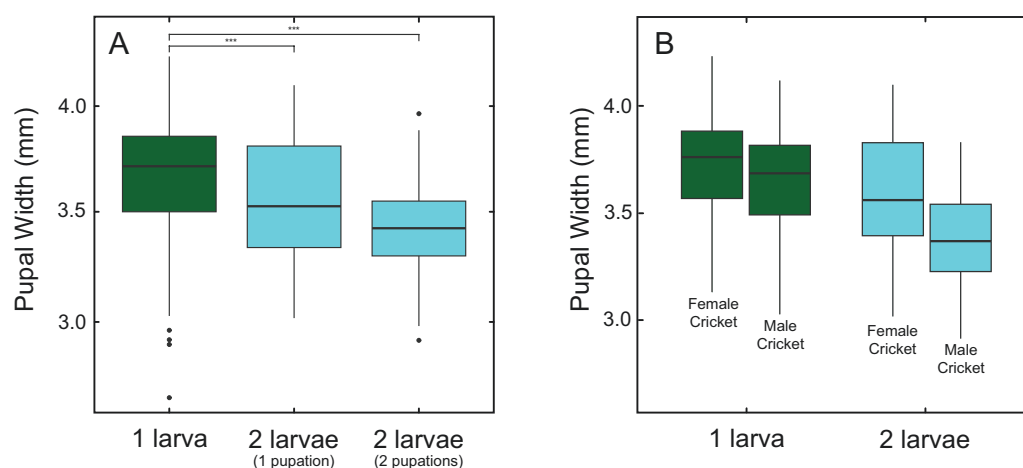 A
***
***
Pupal Width (mm)
4.0
3.5
3.0
1 larva
2 larvae
(1 pupation)
2 larvae
(2 pupations)
B
Pupal Width (mm)
4.0
3.5
3.0
Female
Cricket
Male
Cricket
Female
Cricket
Male
Cricket
1 larva
2 larvae